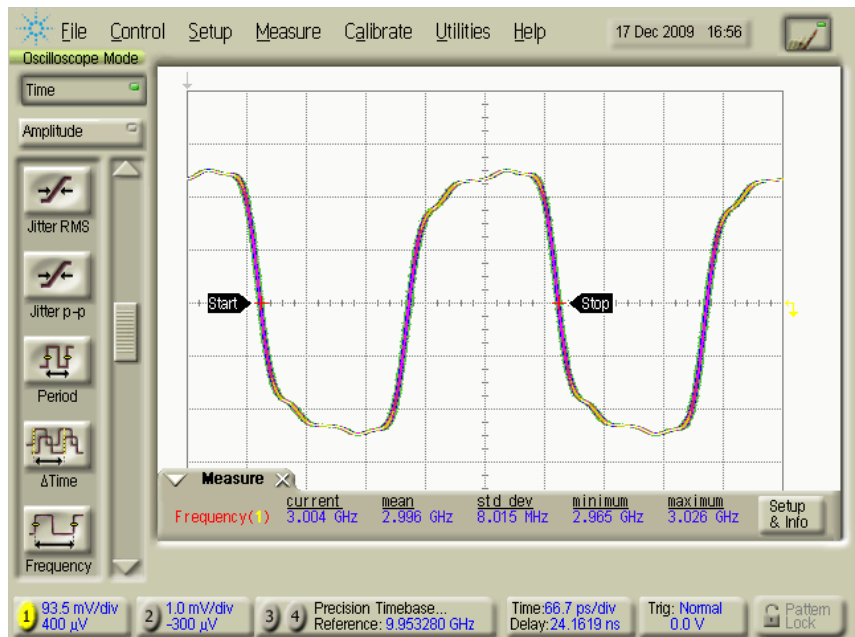 File Control Setup Measure Calibrate Utilities Help 17 Dec 2009 16:56
Oscilloscope Mode
Time
Amplitude
Jitter RMS
Jitter p-p
Period
ΔTime
Frequency
Start
Stop
Measure
current mean std dev minimum maximum
Frequency(1) 3.004 GHz 2.996 GHz 8.015 MHz 2.965 GHz 3.026 GHz
Setup
& Info
1 93.5 mV/div
400 µV
2 1.0 mV/div
-300 µV
3 4 Precision Timebase...
Reference: 9.953280 GHz
Time:66.7 ps/div
Delay:24.1619 ns
Trig: Normal
0.0 V
Pattern
Lock